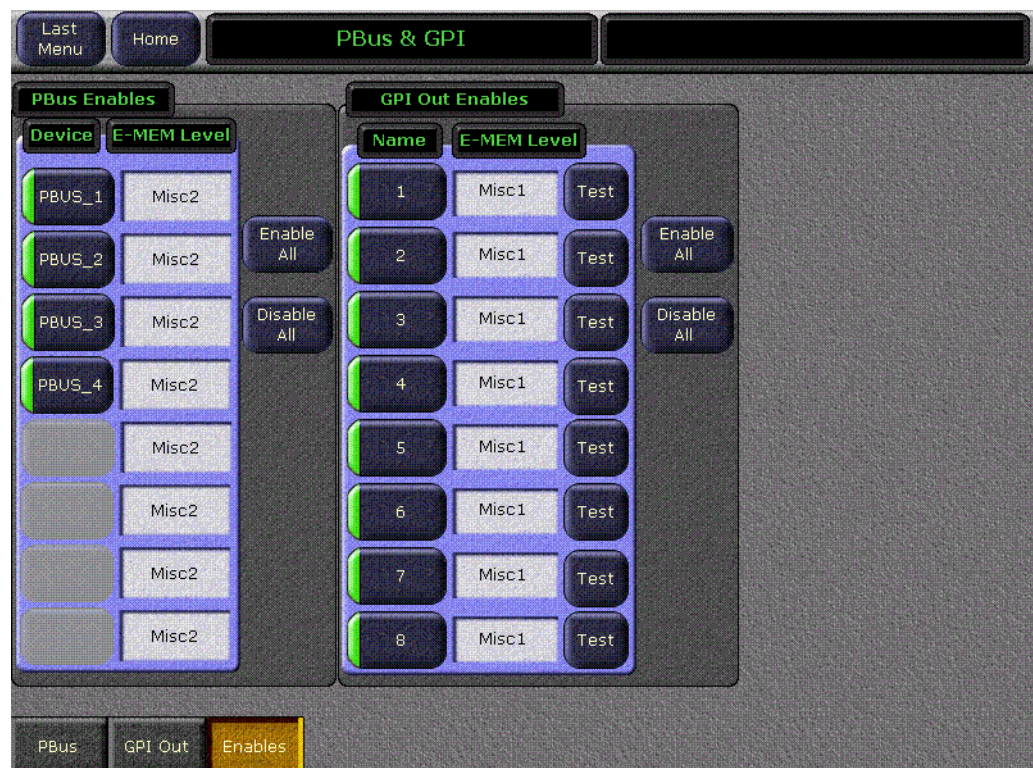 Last Menu
Home
PBus & GPI
PBus Enables
Device E-MEM Level
PBUS_1 Misc2
PBUS_2 Misc2
PBUS_3 Misc2
PBUS_4 Misc2
Misc2
Misc2
Misc2
Misc2
Enable All
Disable All
GPI Out Enables
Name E-MEM Level
1 Misc1 Test
2 Misc1 Test
3 Misc1 Test
4 Misc1 Test
5 Misc1 Test
6 Misc1 Test
7 Misc1 Test
8 Misc1 Test
Enable All
Disable All
PBus GPI Out Enables